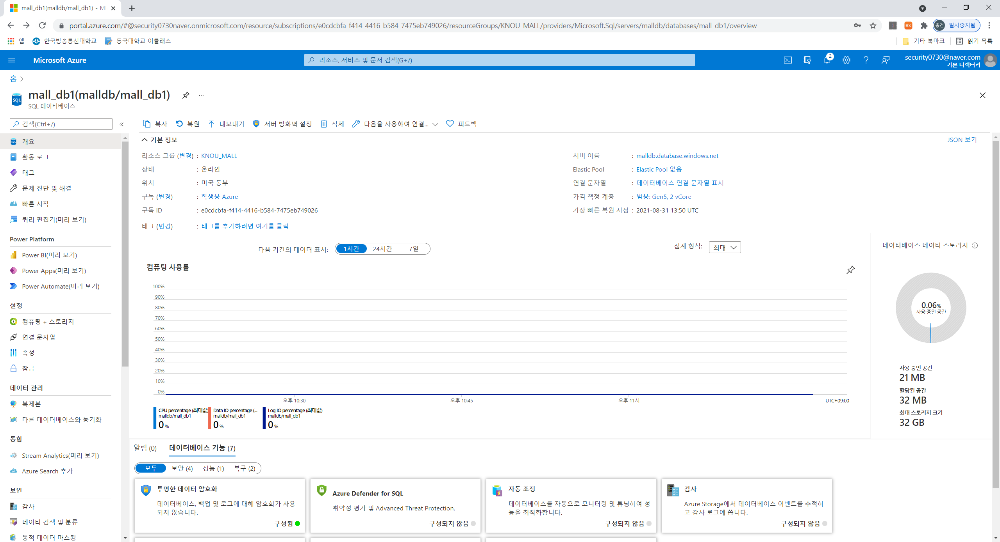 mall_db1(malldb/mall_db1) - Mi
portal.azure.com/#@security0730naver.onmicrosoft.com/resource/subscriptions/e0cdcbfa-f414-4416-b584-7475eb749026/resourceGroups/KNOU_MALL/providers/Microsoft.Sql/servers/malldb/databases/mall_db1/overview
EX
충건 일시중지됨
앱 한국방송통신대학교 동국대학교 이클래스 기타 북마크 읽기 목록
Microsoft Azure
리소스, 서비스 및 문서 검색(G+/)
2
security0730@naver.com
기본 디렉터리
홈
mall_db1(malldb/mall_db1) ...
SQL
SQL 데이터베이스
검색(Ctrl+/) «
복사 복원 내보내기 서버 방화벽 설정 삭제 다음을 사용하여 연결... 피드백
개요
활동 로그
태그
문제 진단 및 해결
빠른 시작
쿼리 편집기(미리 보기)
Power Platform
Power BI(미리 보기)
Power Apps(미리 보기)
Power Automate(미리 보기)
설정
컴퓨팅 + 스토리지
연결 문자열
속성
잠금
데이터 관리
복제본
다른 데이터베이스와 동기화
통합
Stream Analytics(미리 보기)
Azure Search 추가
보안
감사
데이터 검색 및 분류
동적 데이터 마스킹
기본 정보
JSON 보기
리소스 그룹 (변경) : KNOU_MALL
상태 : 온라인
위치 : 미국 동부
구독 (변경) : 학생용 Azure
구독 ID : e0cdcbfa-f414-4416-b584-7475eb749026
태그 (변경) : 태그를 추가하려면 여기를 클릭
서버 이름 : malldb.database.windows.net
Elastic Pool : Elastic Pool 없음
연결 문자열 : 데이터베이스 연결 문자열 표시
가격 책정 계층 : 범용: Gen5, 2 vCore
가장 빠른 복원 지점 : 2021-08-31 13:50 UTC
다음 기간의 데이터 표시: 1시간 24시간 7일
집계 형식: 최대
컴퓨팅 사용률
100%
90%
80%
70%
60%
50%
40%
30%
20%
10%
0%
오후 10:30 오후 10:45 오후 11시 UTC+09:00
CPU percentage (최대값)
malldb/mall_db1
0 %
Data IO percentage (...
malldb/mall_db1
0 %
Log IO percentage (최대값)
malldb/mall_db1
0 %
데이터베이스 데이터 스토리지
0.06%
사용 중인 공간
사용 중인 공간
21 MB
할당된 공간
32 MB
최대 스토리지 크기
32 GB
알림 (0) 데이터베이스 기능 (7)
모두 보안 (4) 성능 (1) 복구 (2)
투명한 데이터 암호화
데이터베이스, 백업 및 로그에 대해 암호화가 사용
되지 않습니다.
구성됨
Azure Defender for SQL
취약성 평가 및 Advanced Threat Protection.
구성되지 않음
자동 조정
데이터베이스를 자동으로 모니터링 및 튜닝하여 성
능을 최적화합니다.
구성되지 않음
감사
Azure Storage에서 데이터베이스 이벤트를 추적하
고 감사 로그에 씁니다.
구성되지 않음